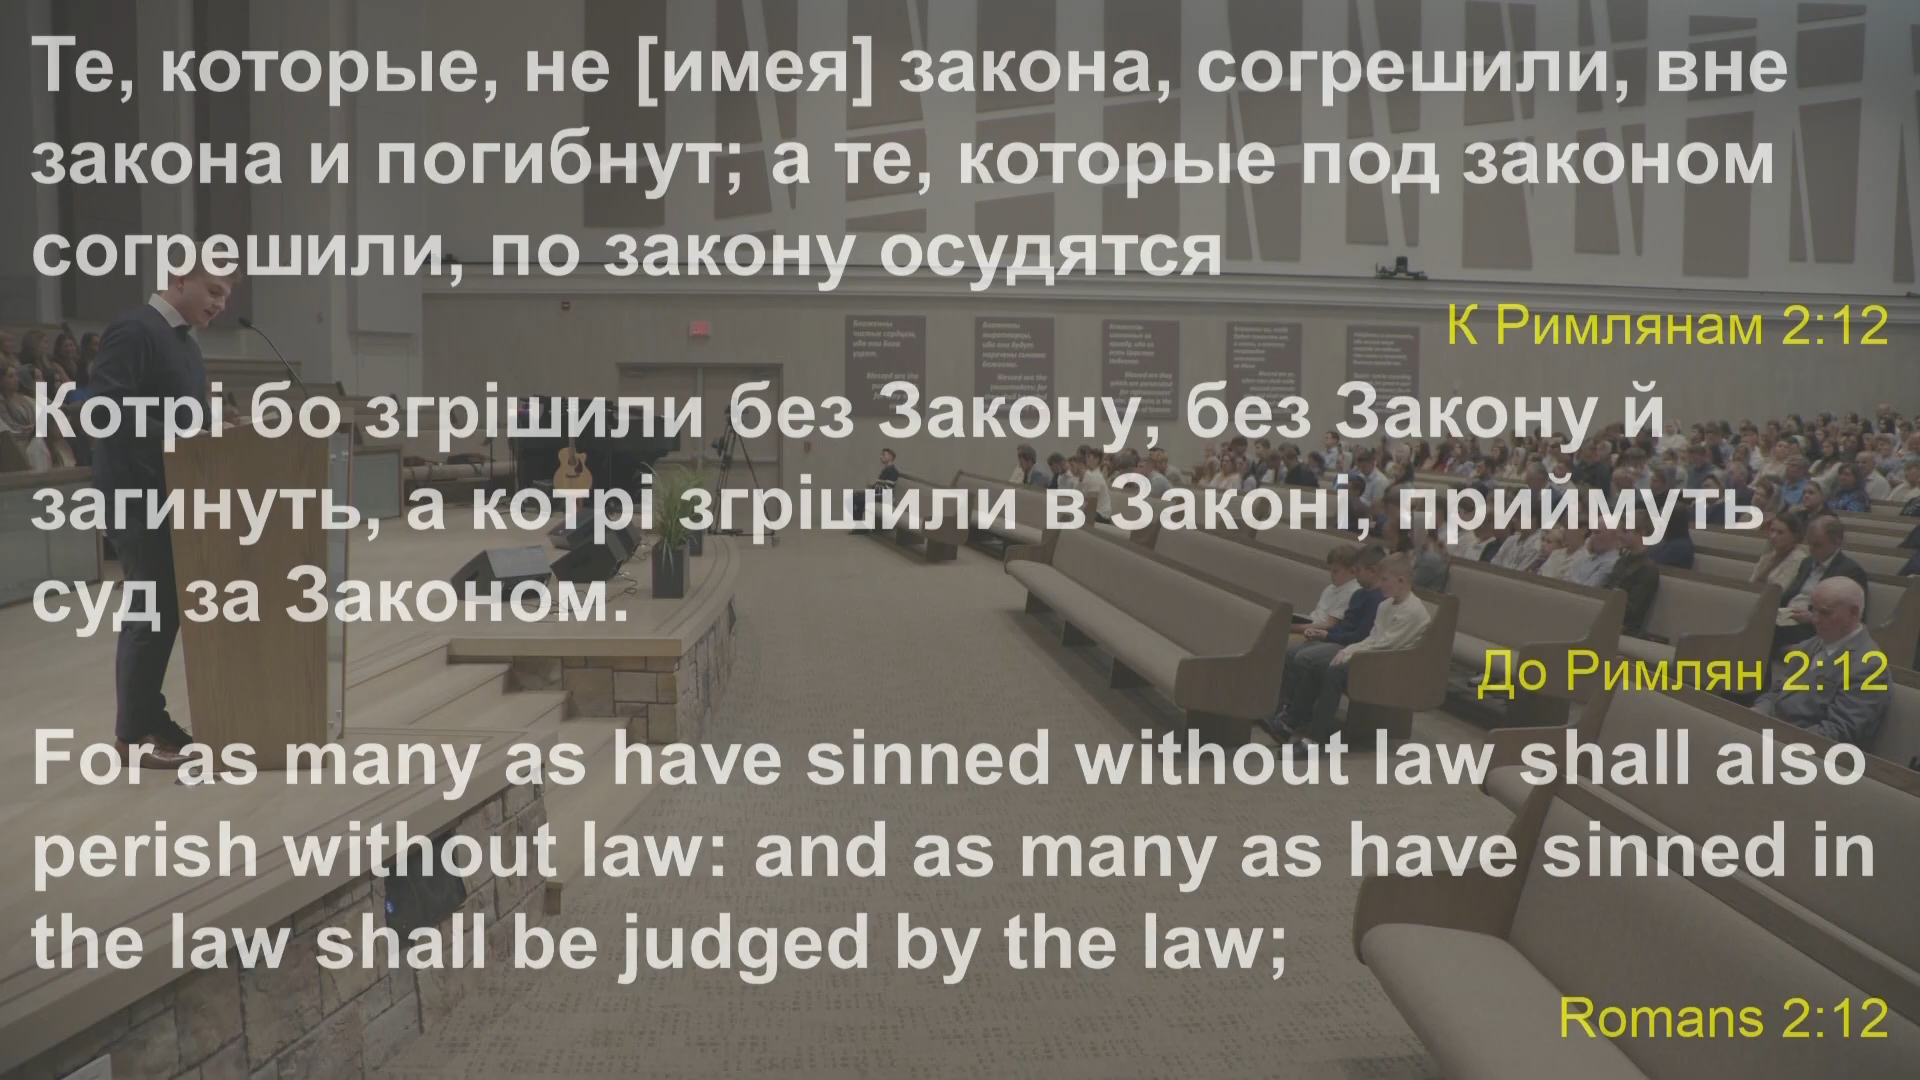 Те, которые, не [имея] закона, согрешили, вне
закона и погибнут; а те, которые под законом
согрешили, по закону осудятся
К Римлянам 2:12
Котрі бо згрішили без Закону, без Закону й
загинуть, а котрі згрішили в Законі, приймуть
суд за Законом.
До Римлян 2:12
For as many as have sinned without law shall also
perish without law: and as many as have sinned in
the law shall be judged by the law;
Romans 2:12